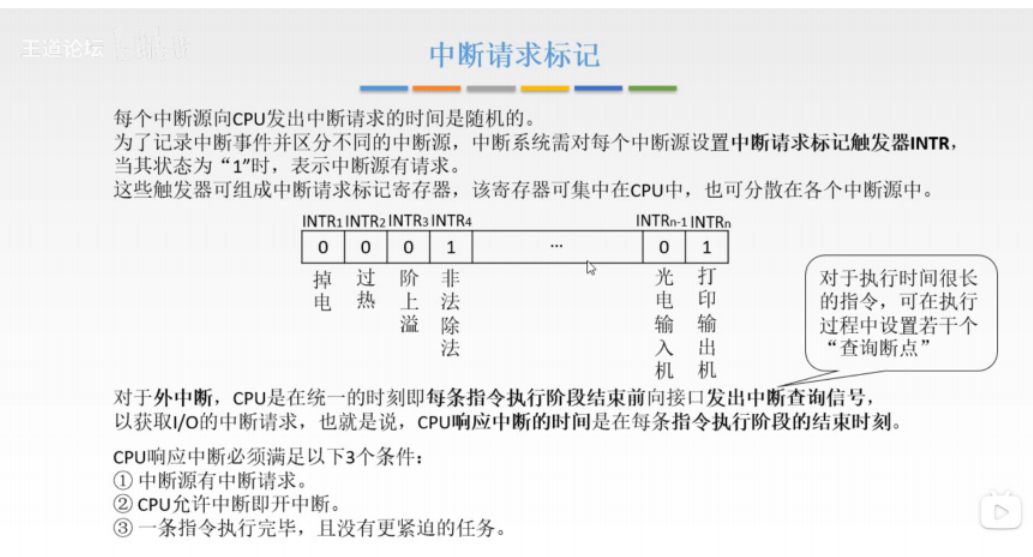 王道论坛
中断请求标记
每个中断源向CPU发出中断请求的时间是随机的。
为了记录中断事件并区分不同的中断源，中断系统需对每个中断源设置中断请求标记触发器INTR，
当其状态为“1”时，表示中断源有请求。
这些触发器可组成中断请求标记寄存器，该寄存器可集中在CPU中，也可分散在各个中断源中。
INTR1 INTR2 INTR3 INTR4 INTRn-1 INTRn
0 0 0 1 … 0 1
掉电 过热 阶上溢 非法除法 光电输入机 打印输出机
对于执行时间很长
的指令，可在执行
过程中设置若干个
“查询断点”
对于外中断，CPU是在统一的时刻即每条指令执行阶段结束前向接口发出中断查询信号，
以获取I/O的中断请求，也就是说，CPU响应中断的时间是在每条指令执行阶段的结束时刻。
CPU响应中断必须满足以下3个条件：
① 中断源有中断请求。
② CPU允许中断即开中断。
③ 一条指令执行完毕，且没有更紧迫的任务。